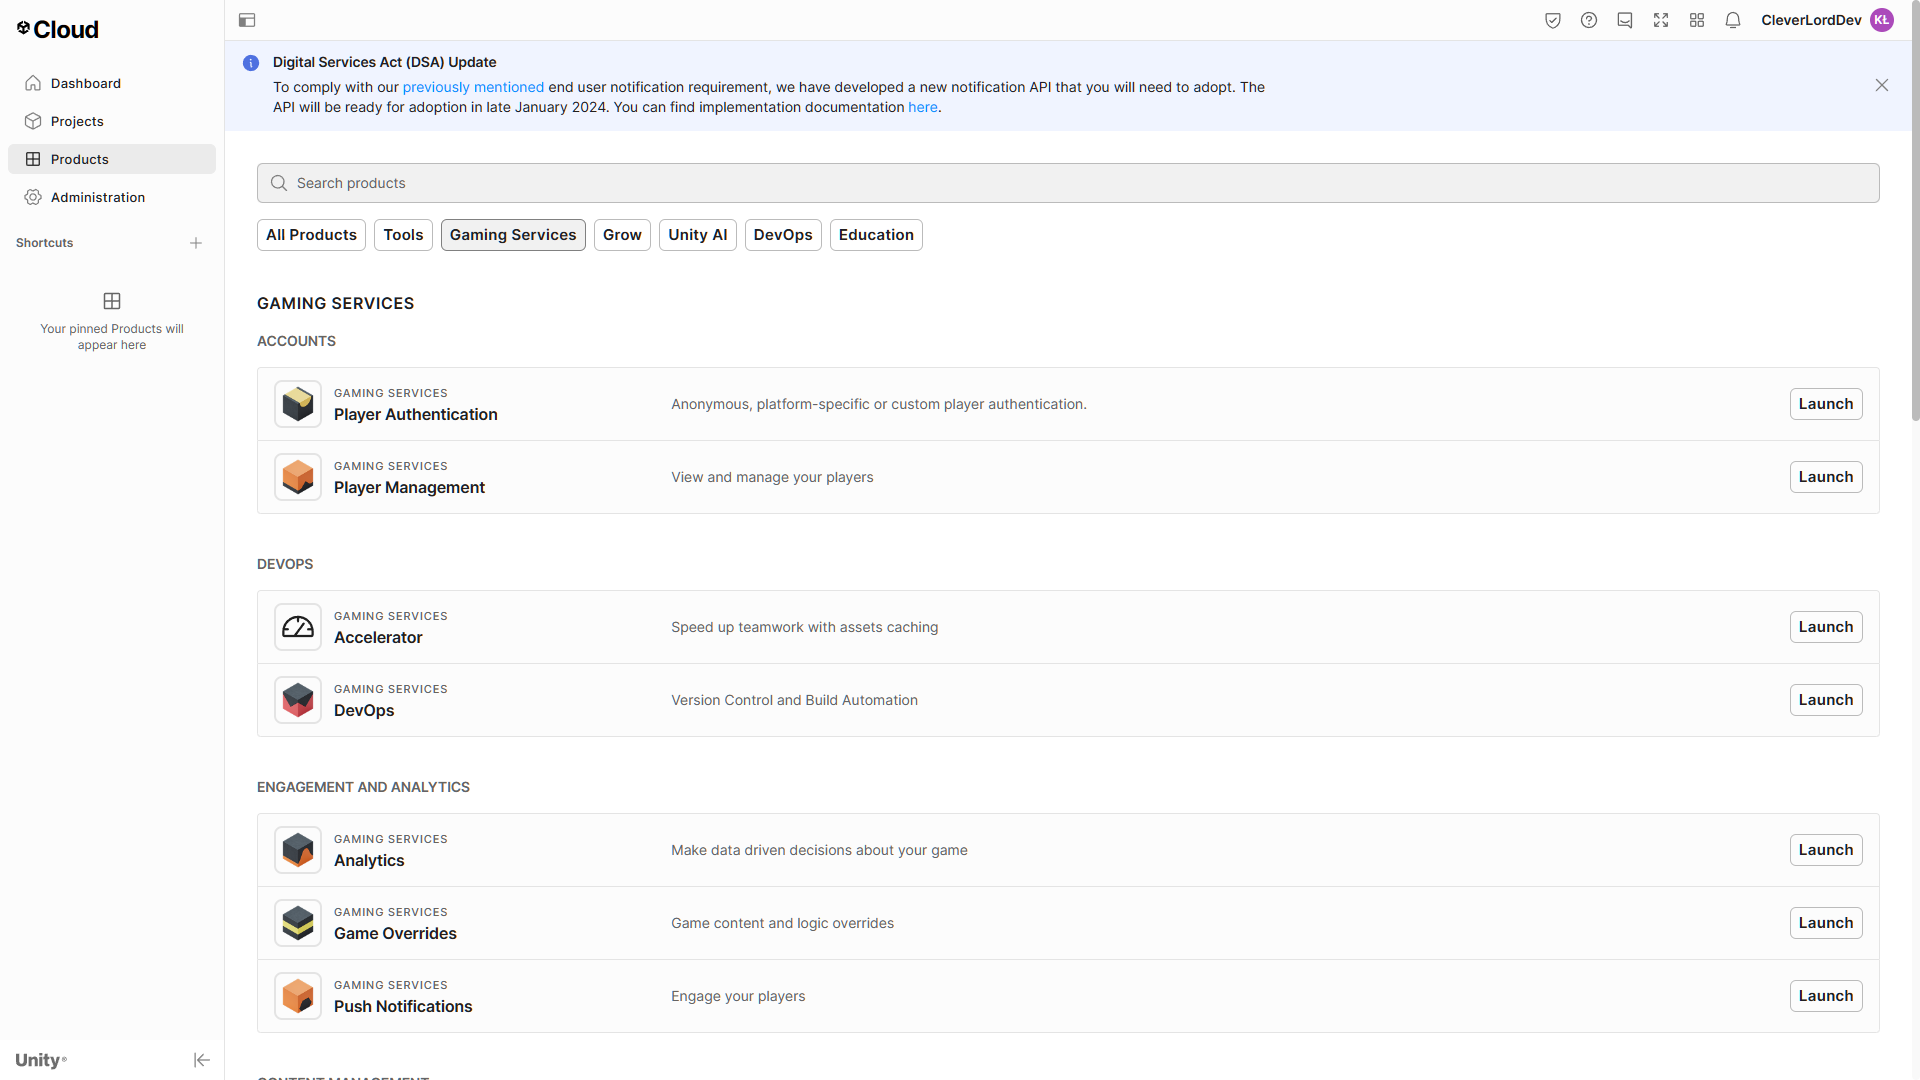 Cloud
Dashboard
Projects
Products
Administration
Shortcuts
Your pinned Products will
appear here
Unity®
CleverLordDev
KŁ
Digital Services Act (DSA) Update
To comply with our previously mentioned end user notification requirement, we have developed a new notification API that you will need to adopt. The
API will be ready for adoption in late January 2024. You can find implementation documentation here.
Search products
All Products
Tools
Gaming Services
Grow
Unity AI
DevOps
Education
GAMING SERVICES
ACCOUNTS
GAMING SERVICES
Player Authentication
Anonymous, platform-specific or custom player authentication.
Launch
GAMING SERVICES
Player Management
View and manage your players
Launch
DEVOPS
GAMING SERVICES
Accelerator
Speed up teamwork with assets caching
Launch
GAMING SERVICES
DevOps
Version Control and Build Automation
Launch
ENGAGEMENT AND ANALYTICS
GAMING SERVICES
Analytics
Make data driven decisions about your game
Launch
GAMING SERVICES
Game Overrides
Game content and logic overrides
Launch
GAMING SERVICES
Push Notifications
Engage your players
Launch
CONTENT MANAGEMENT